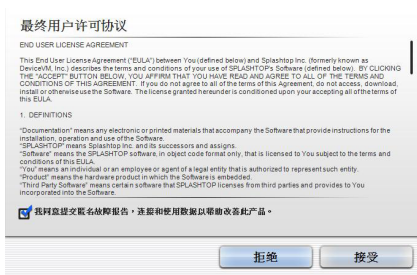 最终用户许可协议
END USER LICENSE AGREEMENT
This End User License Agreement ("EULA") between You (defined below) and Splashtop Inc. (formerly known as
DeviceVM, Inc.) describes the terms and conditions of your use of SPLASHTOP's Software (defined below). BY CLICKING
THE "ACCEPT" BUTTON BELOW, YOU AFFIRM THAT YOU HAVE READ AND AGREE TO ALL OF THE TERMS AND
CONDITIONS OF THIS AGREEMENT. If you do not agree to all of the terms of this Agreement, do not access, download,
install or otherwise use the Software. The license granted hereunder is conditioned upon your accepting all of the terms of
this EULA.
1. DEFINITIONS
"Documentation" means any electronic or printed materials that accompany the Software that provide instructions for the
installation, operation and use of the Software.
"SPLASHTOP" means Splashtop Inc. and its successors and assigns.
"Software" means the SPLASHTOP software, in object code format only, that is licensed to You subject to the terms and
conditions of this EULA.
"You" means an individual or an employee or agent of a legal entity that is authorized to represent such entity.
"Product" means the hardware product in which the Software is embedded.
"Third Party Software" means certain software that SPLASHTOP licenses from third parties and provides to You
incorporated into the Software.
我同意提交匿名故障报告，连接和使用数据以帮助改善此产品。
拒绝 接受